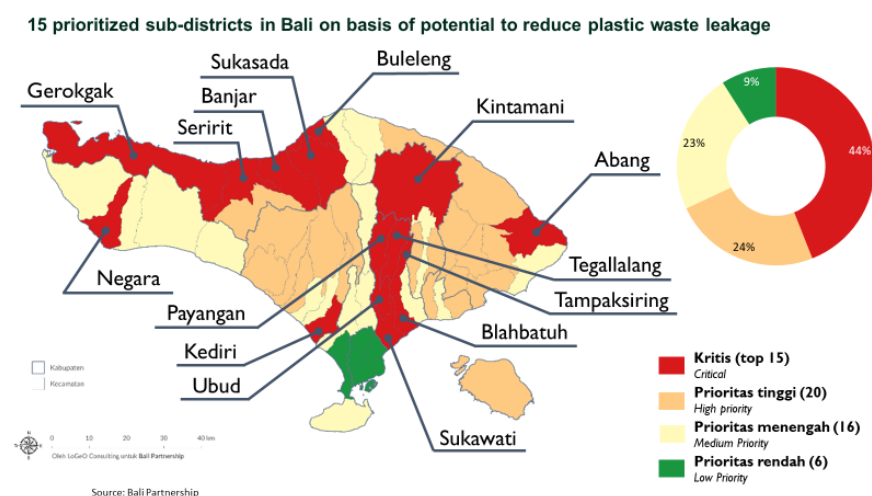 15 prioritized sub-districts in Bali on basis of potential to reduce plastic waste leakage
Buleleng
Sukasada
Gerokgak
Banjar
Kintamani
Seririt
Abang
Negara
Tegallalang
Payangan
Tampaksiring
Blahbatuh
Kediri
Ubud
Sukawati
9%
44%
23%
24%
Kritis (top 15)
Critical
Prioritas tinggi (20)
High priority
Prioritas menengah (16)
Medium Priority
Prioritas rendah (6)
Low Priority
Kabupaten
Kecamatan
0 10 20 30 40 km
Oleh LoGeO Consulting untuk Bali Partnership
Source: Bali Partnership